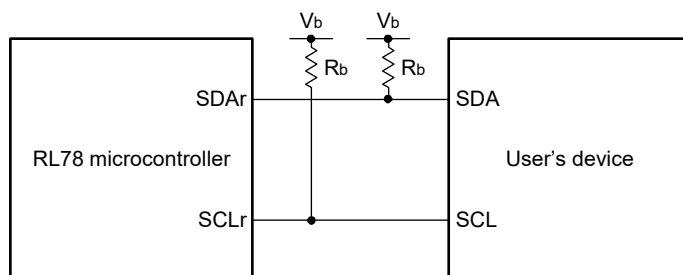 Vb Vb
Rb Rb
SDAr SDA
RL78 microcontroller User's device
SCLr SCL